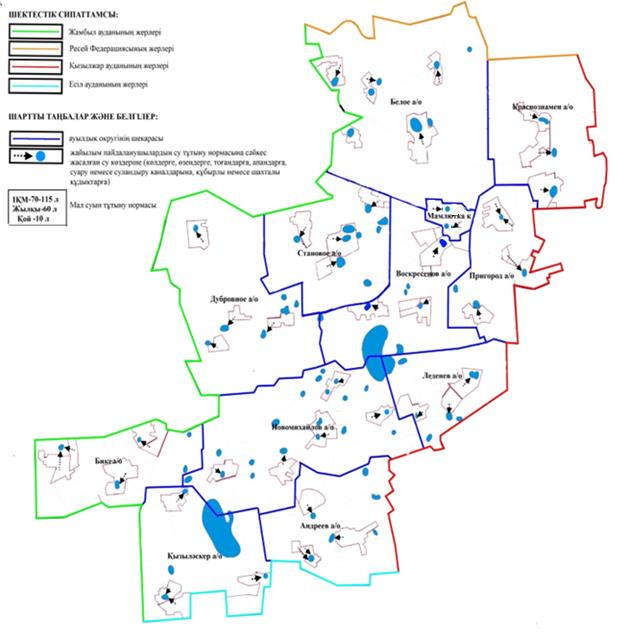 ШЕКТЕСТІК СИПАТТАМСЫ:
Жамбыл ауданының жерлері
Ресей Федерациясының жерлері
Қызылжар ауданының жерлері
Есіл ауданының жерлері
ШАРТТЫ ТАҢБАЛАР ЖӘНЕ БЕЛГІЛЕР:
ауылдық округінің шекарасы
жайылым пайдаланушылардың су тұтыну нормасына сәйкес
жасалған су көздеріне (көлдерге, өзендерге, тоғандарға, апандарға,
суару немесе суландыру каналдарына, құбырлы немесе шахталы
құдықтарға)
ІҚМ-70-115 л
Жылқы-60 л
Қой -10 л
Мал суын тұтыну нормасы
Белое а/о
Краснознамен а/о
Мамлютка к
Становое а/о
Воскресенов а/о
Пригород а/о
Дубровное а/о
Леденев а/о
Новомихайлов а/о
Бике а/о
Андреев а/о
Қызыләскер а/о